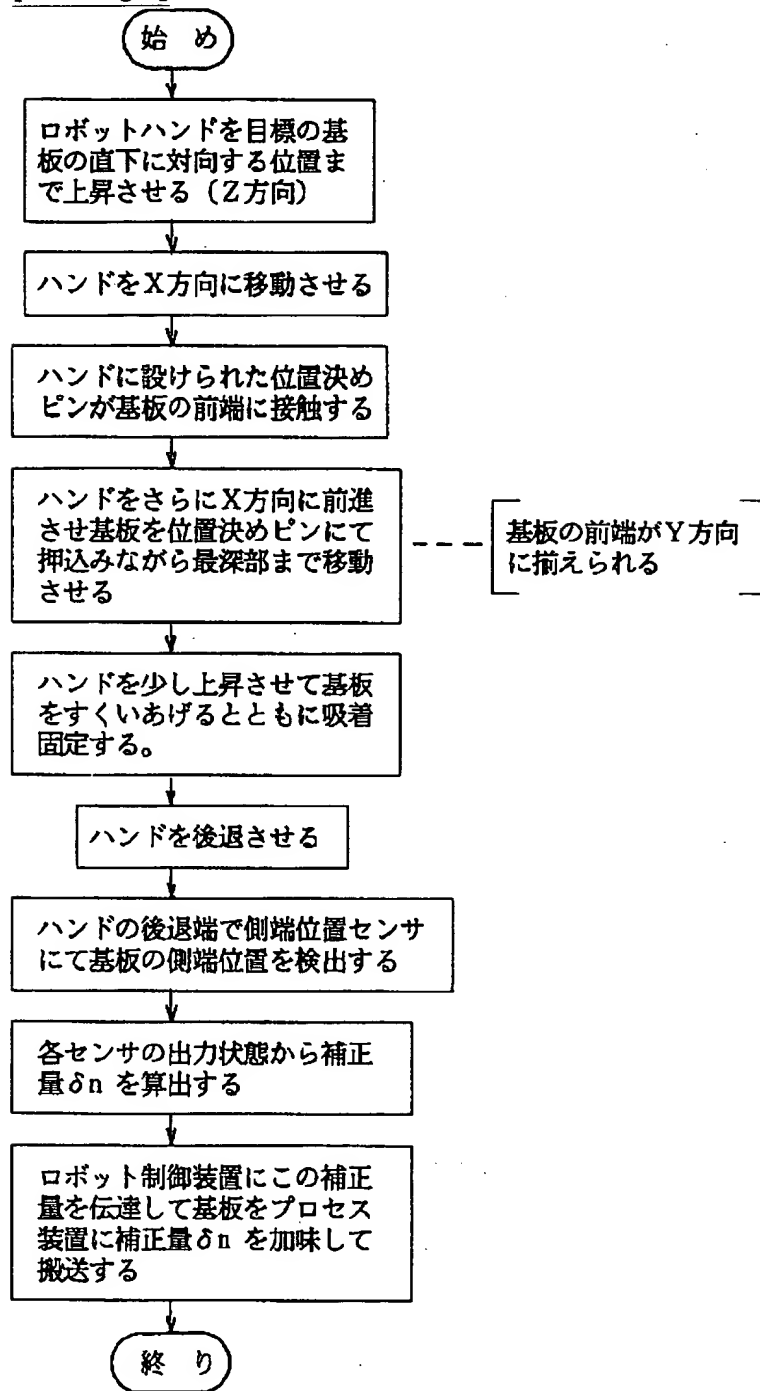 始 め
ロボットハンドを目標の基
板の直下に対向する位置ま
で上昇させる（Z方向）
ハンドをX方向に移動させる
ハンドに設けられた位置決め
ピンが基板の前端に接触する
ハンドをさらにX方向に前進
させ基板を位置決めピンにて
押込みながら最深部まで移動
させる
基板の前端がY方向
に揃えられる
ハンドを少し上昇させて基板
をすくいあげるとともに吸着
固定する。
ハンドを後退させる
ハンドの後退端で側端位置センサ
にて基板の側端位置を検出する
各センサの出力状態から補正
量δn を算出する
ロボット制御装置にこの補正
量を伝達して基板をプロセス
装置に補正量δn を加味して
搬送する
終 り